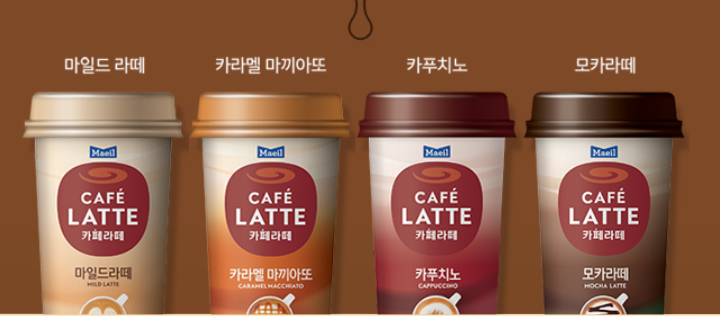 마일드 라떼
카라멜 마끼아또
카푸치노
모카라떼
Maeil
CAFÉ
LATTE
카페라떼
마일드라떼
MILD LATTE
Maeil
CAFÉ
LATTE
카페라떼
카라멜 마끼아또
CARAMEL MACCHIATO
Maeil
CAFÉ
LATTE
카페라떼
카푸치노
CAPPUCCINO
Maeil
CAFÉ
LATTE
카페라떼
모카라떼
MOCHA LATTE